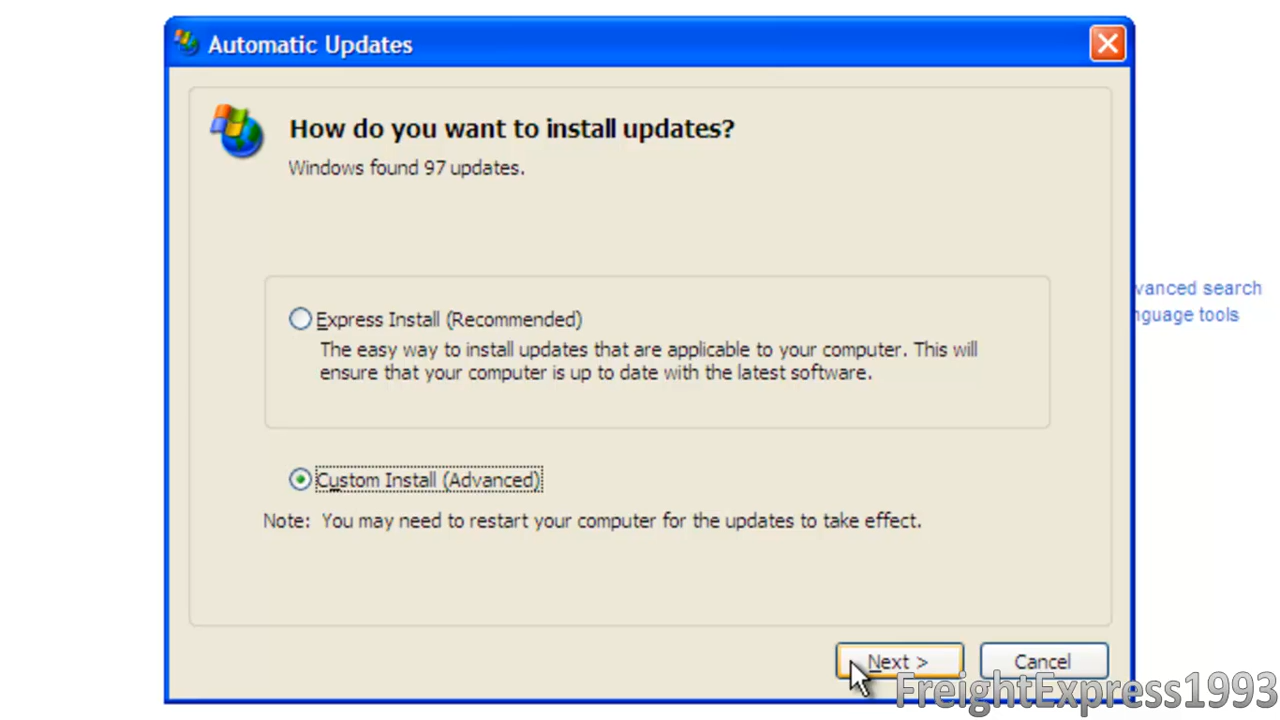 Automatic Updates
How do you want to install updates?
Windows found 97 updates.
vanced search
nguage tools
Express Install (Recommended)
The easy way to install updates that are applicable to your computer. This will
ensure that your computer is up to date with the latest software.
Custom Install (Advanced)
Note: You may need to restart your computer for the updates to take effect.
Next >
Cancel
FreightExpress1993